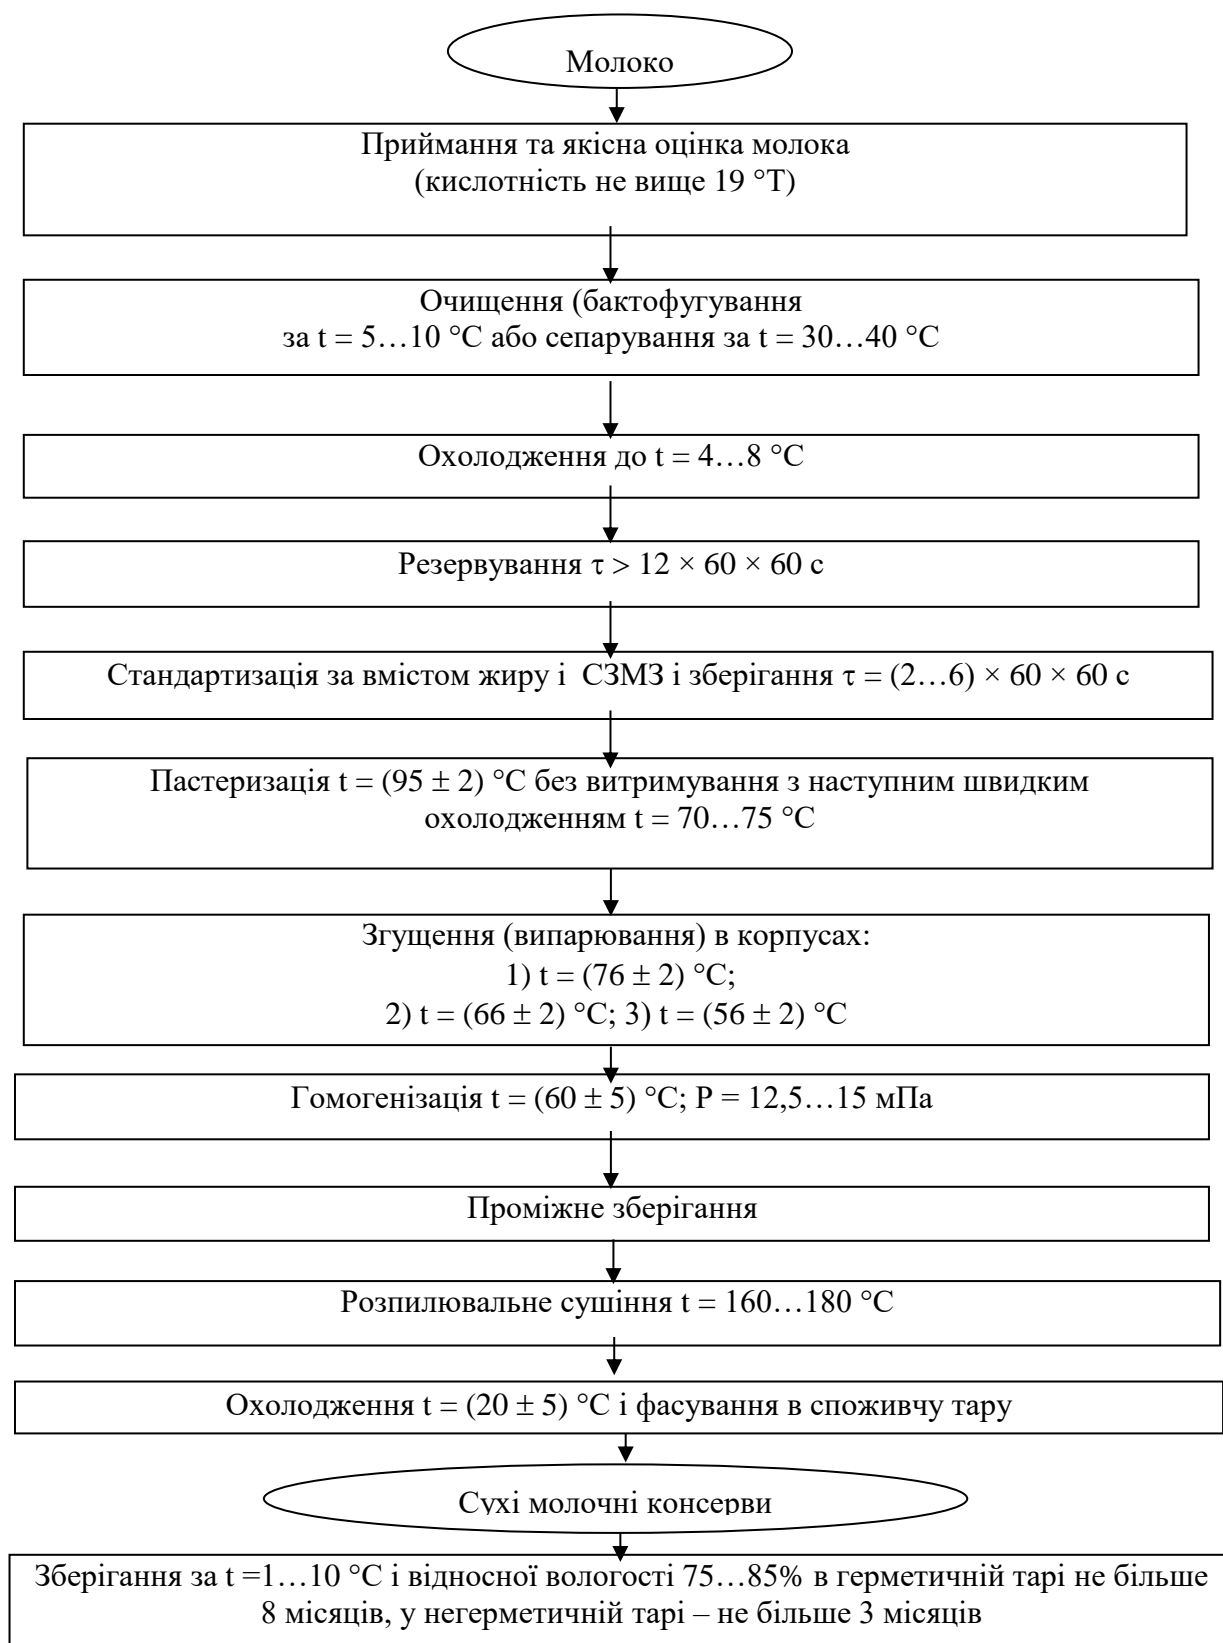 Молоко
Приймання та якісна оцінка молока
(кислотність не вище 19 °Т)
Очищення (бактофугування
за t = 5…10 °С або сепарування за t = 30…40 °С
Охолодження до t = 4…8 °С
Резервування τ > 12 × 60 × 60 с
Стандартизація за вмістом жиру і СЗМЗ і зберігання τ = (2…6) × 60 × 60 с
Пастеризація t = (95 ± 2) °С без витримування з наступним швидким
охолодженням t = 70…75 °С
Згущення (випарювання) в корпусах:
1) t = (76 ± 2) °С;
2) t = (66 ± 2) °С; 3) t = (56 ± 2) °С
Гомогенізація t = (60 ± 5) °С; Р = 12,5…15 мПа
Проміжне зберігання
Розпилювальне сушіння t = 160…180 °С
Охолодження t = (20 ± 5) °С і фасування в споживчу тару
Сухі молочні консерви
Зберігання за t =1…10 °С і відносної вологості 75…85% в герметичній тарі не більше
8 місяців, у негерметичній тарі – не більше 3 місяців